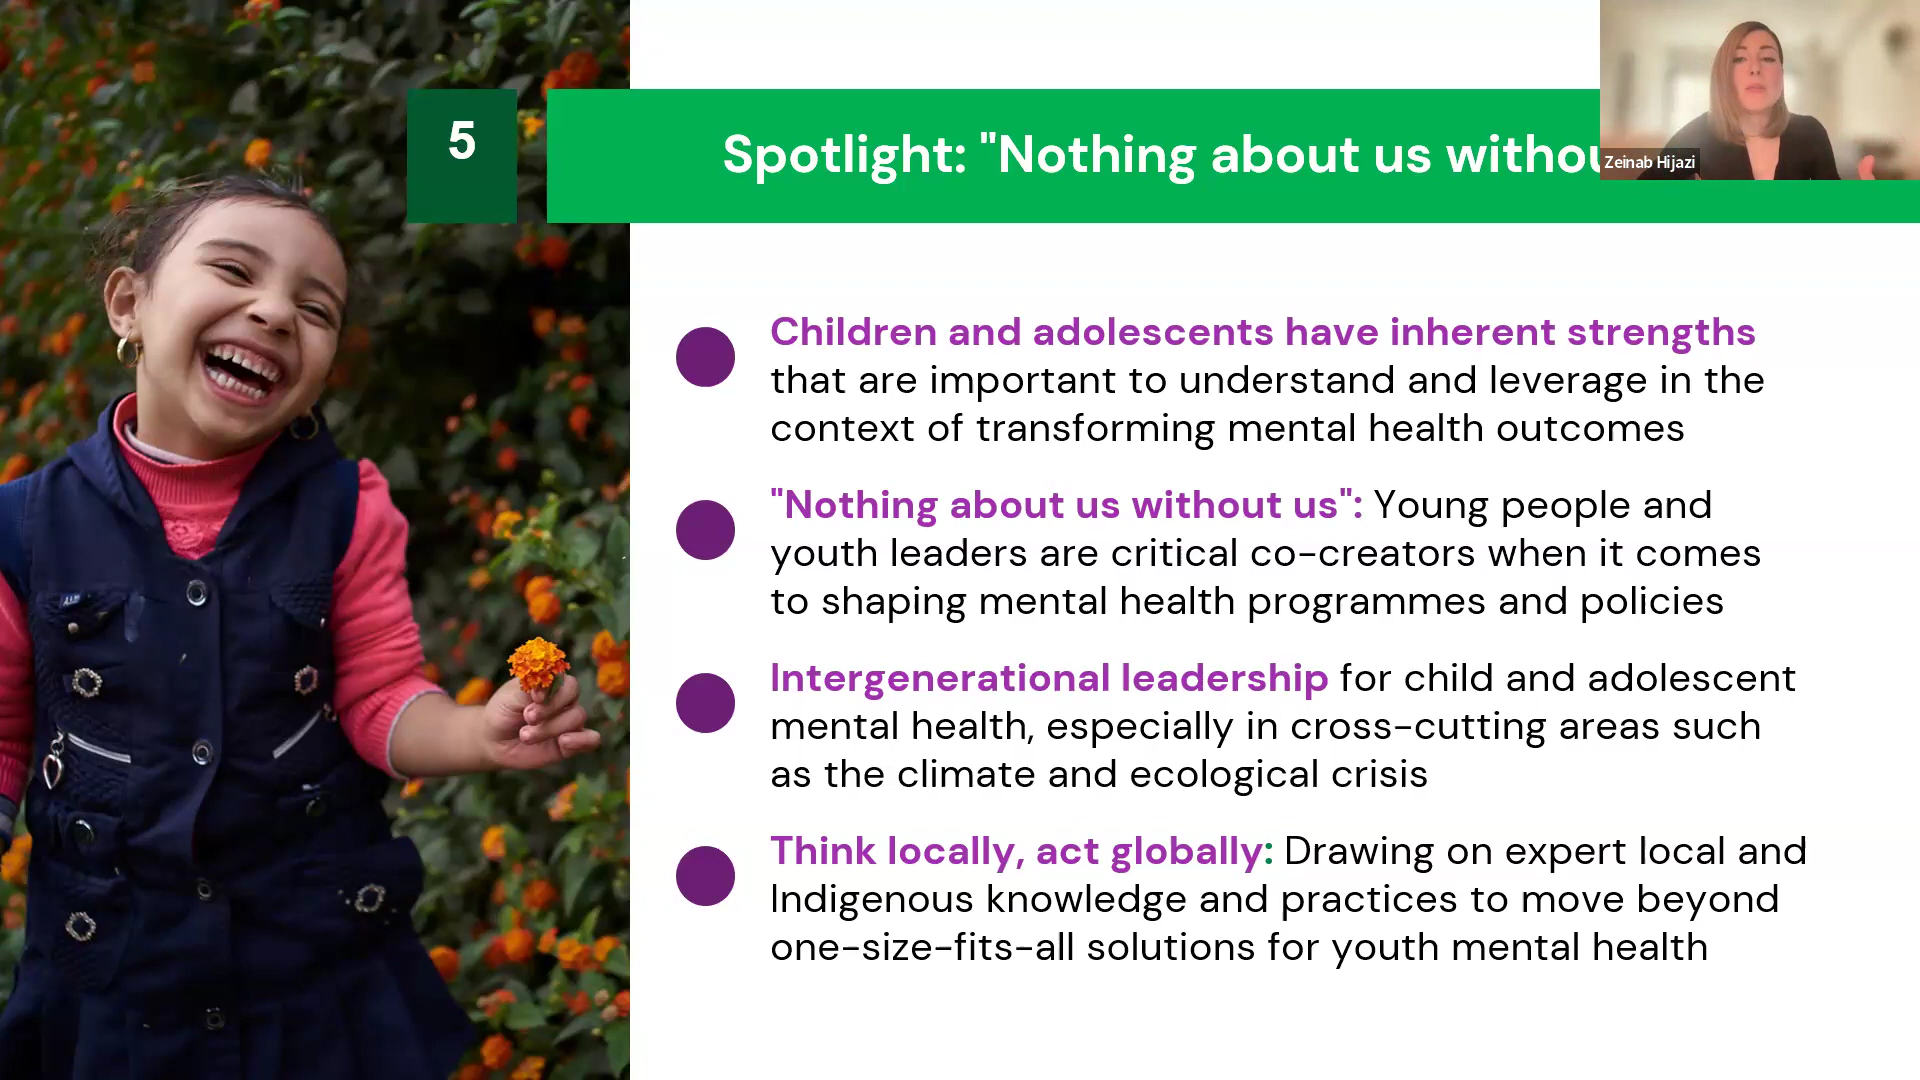 5
Spotlight: "Nothing about us withou
Zeinab Hijazi
Children and adolescents have inherent strengths
that are important to understand and leverage in the
context of transforming mental health outcomes
"Nothing about us without us": Young people and
youth leaders are critical co-creators when it comes
to shaping mental health programmes and policies
Intergenerational leadership for child and adolescent
mental health, especially in cross-cutting areas such
as the climate and ecological crisis
Think locally, act globally: Drawing on expert local and
Indigenous knowledge and practices to move beyond
one-size-fits-all solutions for youth mental health